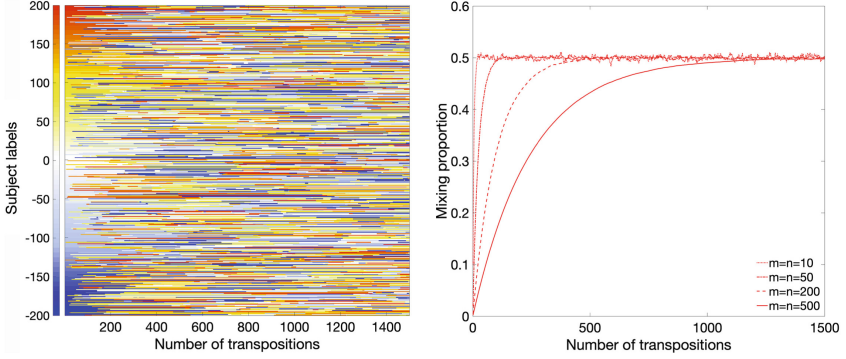 200
150
100
50
0
-50
-100
-150
-200
Subject labels
200 400 600 800 1000 1200 1400
Number of transpositions
0.6
0.5
0.4
0.3
0.2
0.1
0
Mixing proportion
0 500 1000 1500
Number of transpositions
m=n=10
m=n=50
m=n=200
m=n=500